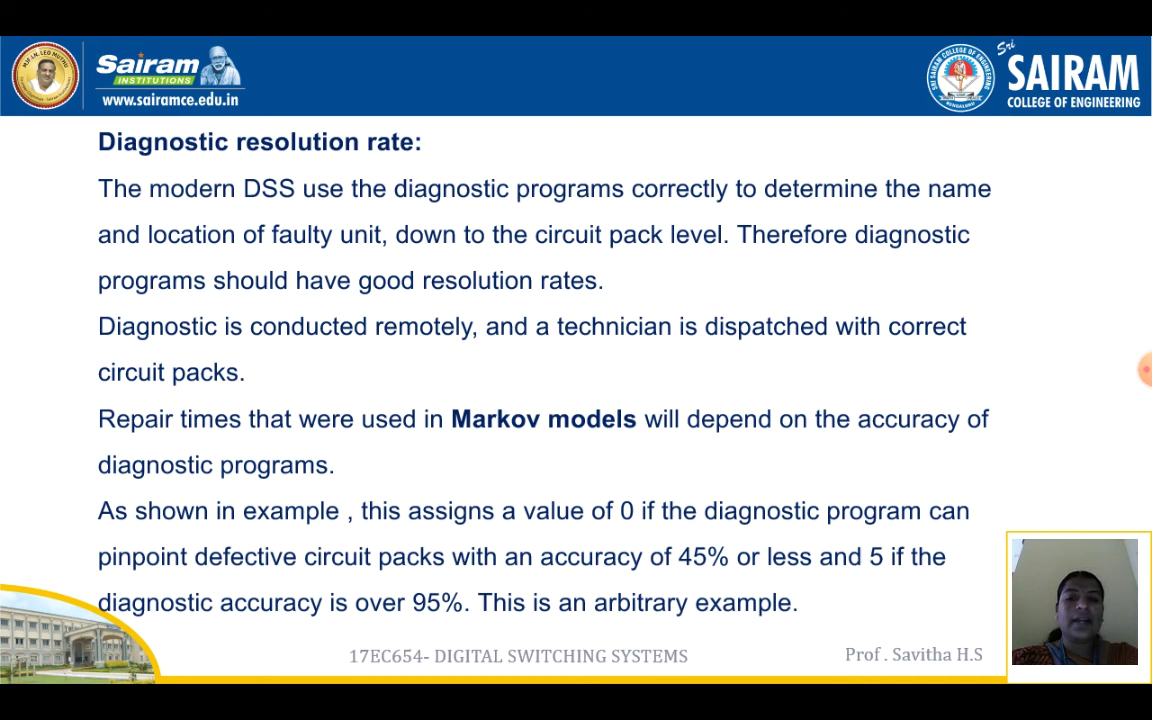 Sairam
INSTITUTIONS
www.sairamce.edu.in
Sri
SAIRAM
COLLEGE OF ENGINEERING
Diagnostic resolution rate:
The modern DSS use the diagnostic programs correctly to determine the name
and location of faulty unit, down to the circuit pack level. Therefore diagnostic
programs should have good resolution rates.
Diagnostic is conducted remotely, and a technician is dispatched with correct
circuit packs.
Repair times that were used in Markov models will depend on the accuracy of
diagnostic programs.
As shown in example , this assigns a value of 0 if the diagnostic program can
pinpoint defective circuit packs with an accuracy of 45% or less and 5 if the
diagnostic accuracy is over 95%. This is an arbitrary example.
17EC654- DIGITAL SWITCHING SYSTEMS
Prof . Savitha H.S